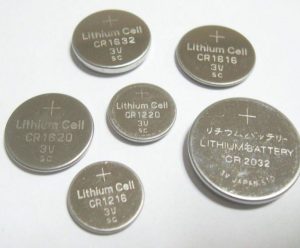 +
Lithium Cell
CR1632
3V
SC
+
Lithium Cell
CR1616
3V
SC
+
Lithium Cell
CR1620
3V
SC
+
Lithium Cell
CR1220
3V
SC
+
Lithium Cell
CR1216
3V
SC
+
リチウムバッテリー
LITHIUM BATTERY
CR 2032
3V JAPAN